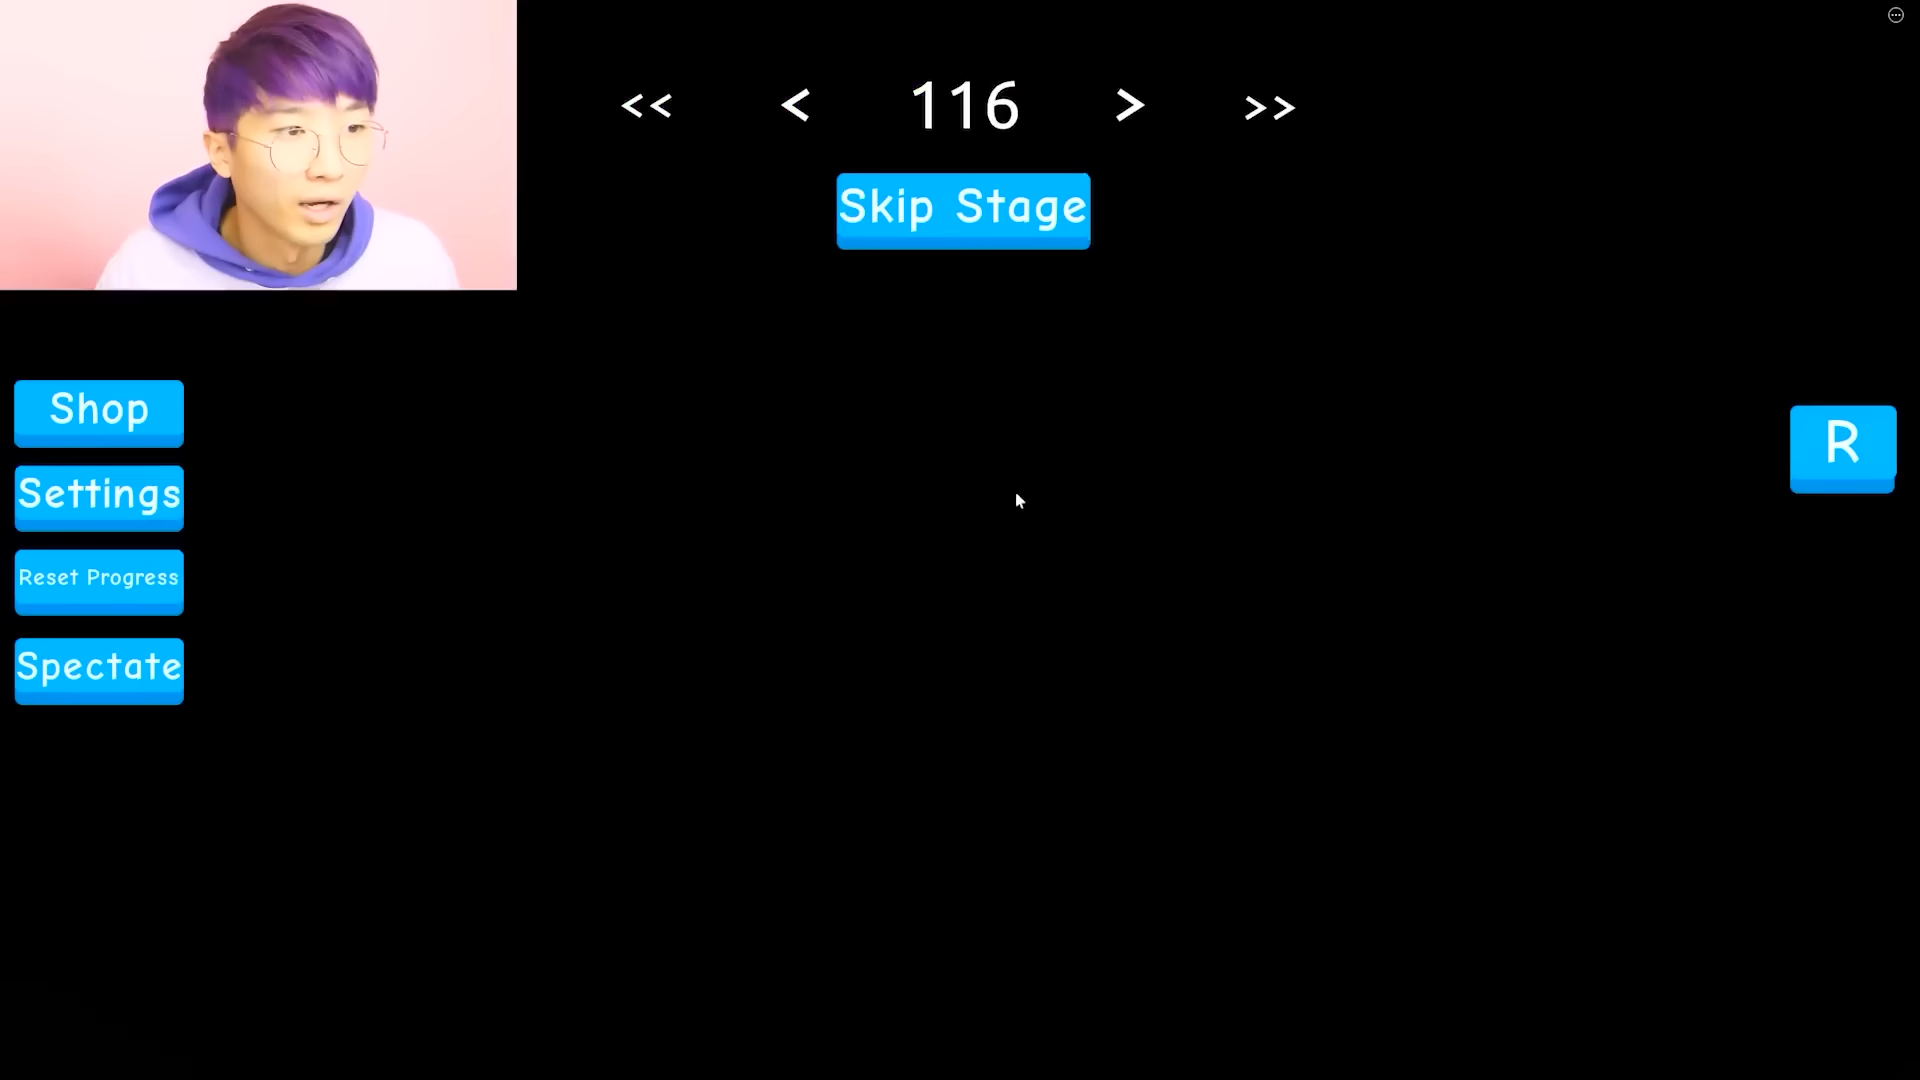 << < 116 > >>
Skip Stage
Shop
Settings
Reset Progress
Spectate
R